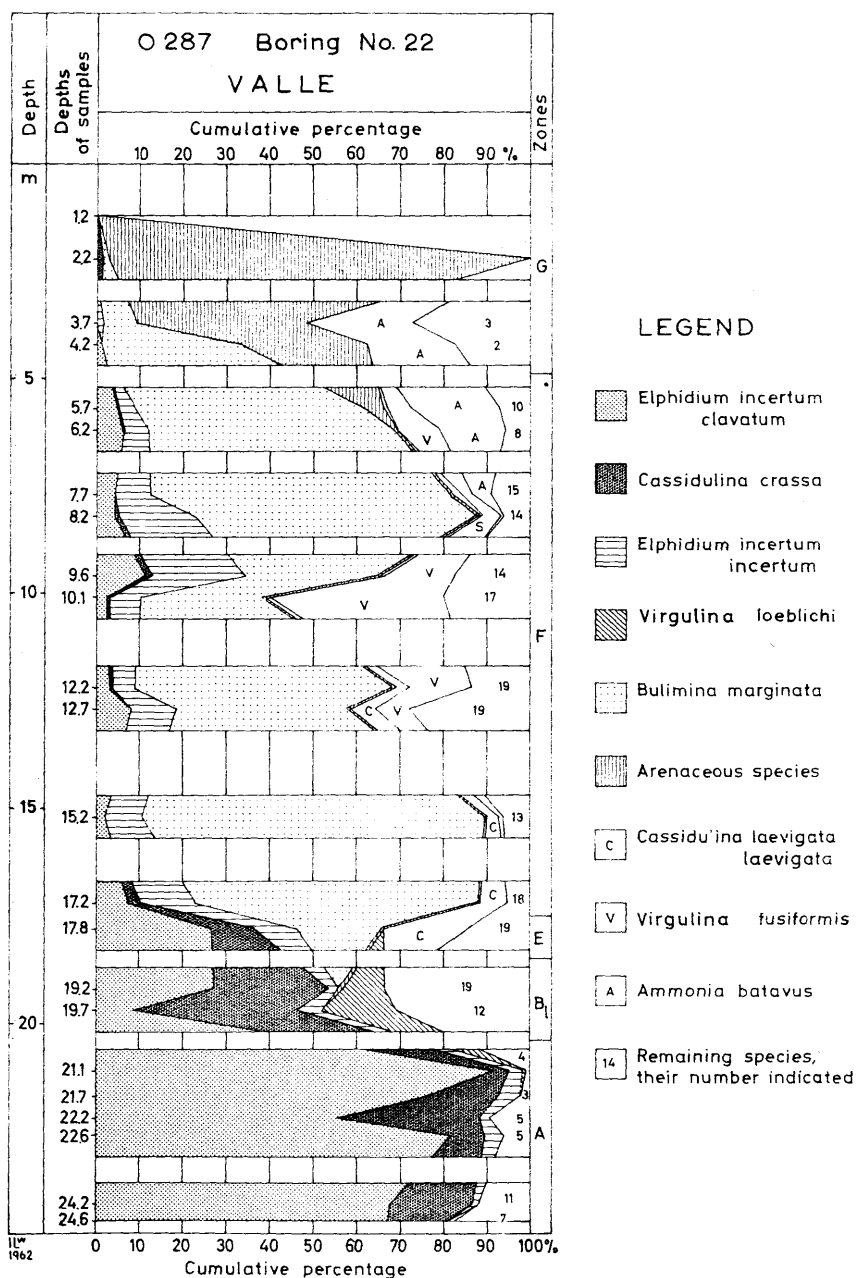 O 287 Boring No. 22
VALLE
Depth
Depths of samples
Cumulative percentage
Zones
10 20 30 40 50 60 70 80 90 %
m
1,2
2.2
G
3.7
A
3
4.2
A
2
5
5.7
A
10
6.2
V
A
8
7.7
A
15
8.2
S
14
9.6
V
14
10
10.1
V
17
F
12.2
V
19
12.7
C
V
19
15
15.2
C
13
17.2
C
18
17.8
C
19
E
19.2
19
19.7
12
B1
20
21.1
4
21.7
3
22.2
5
22.6
5
A
24.2
11
24.6
7
0 10 20 30 40 50 60 70 80 90 100%
Cumulative percentage
ILW
1962
LEGEND
Elphidium incertum
clavatum
Cassidulina crassa
Elphidium incertum
incertum
Virgulina loeblichi
Bulimina marginata
Arenaceous species
C Cassidu'ina laevigata
laevigata
V Virgulina fusiformis
A Ammonia batavus
14 Remaining species,
their number indicated